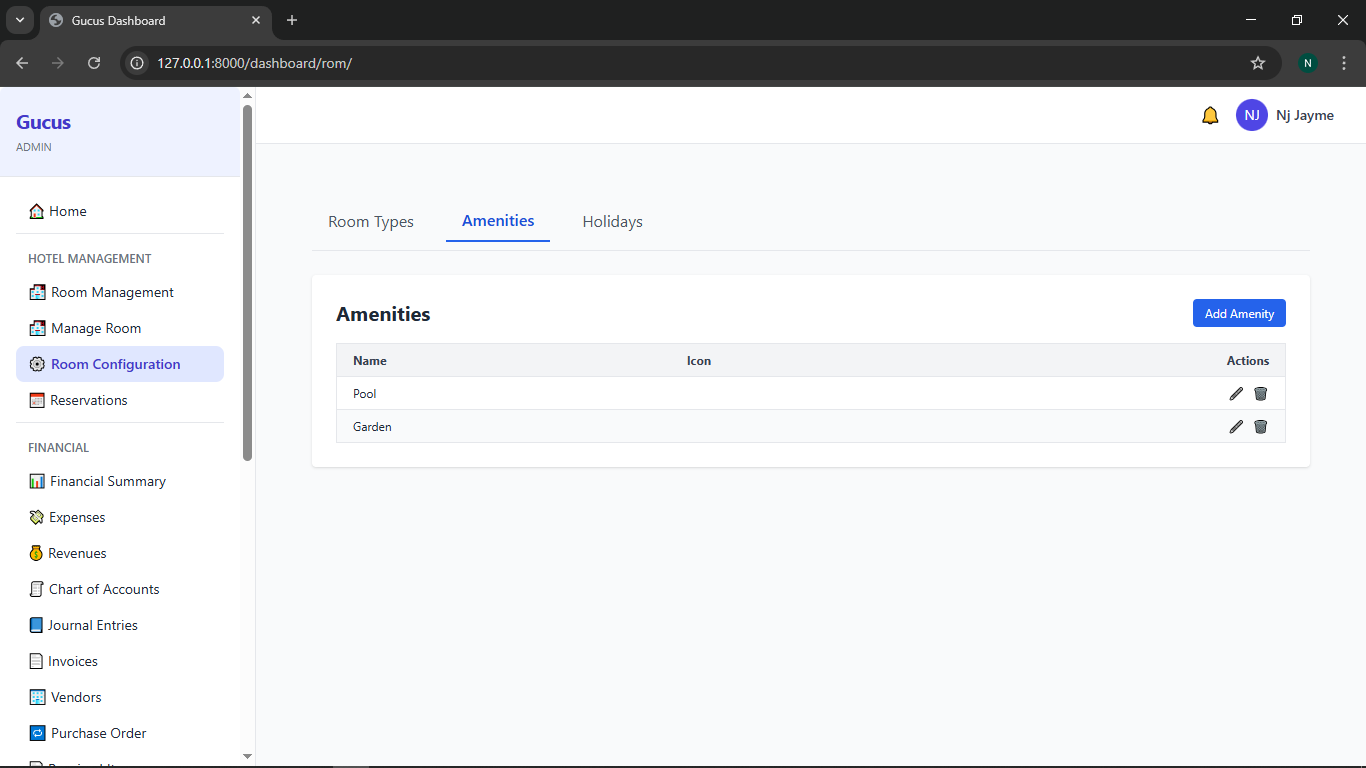 Gucus Dashboard
127.0.0.1:8000/dashboard/rom/
N
Gucus
ADMIN
NJ
Nj Jayme
Home
HOTEL MANAGEMENT
Room Management
Manage Room
Room Configuration
Reservations
FINANCIAL
Financial Summary
Expenses
Revenues
Chart of Accounts
Journal Entries
Invoices
Vendors
Purchase Order
Room Types
Amenities
Holidays
Amenities
Add Amenity
Name Icon Actions
Pool
Garden